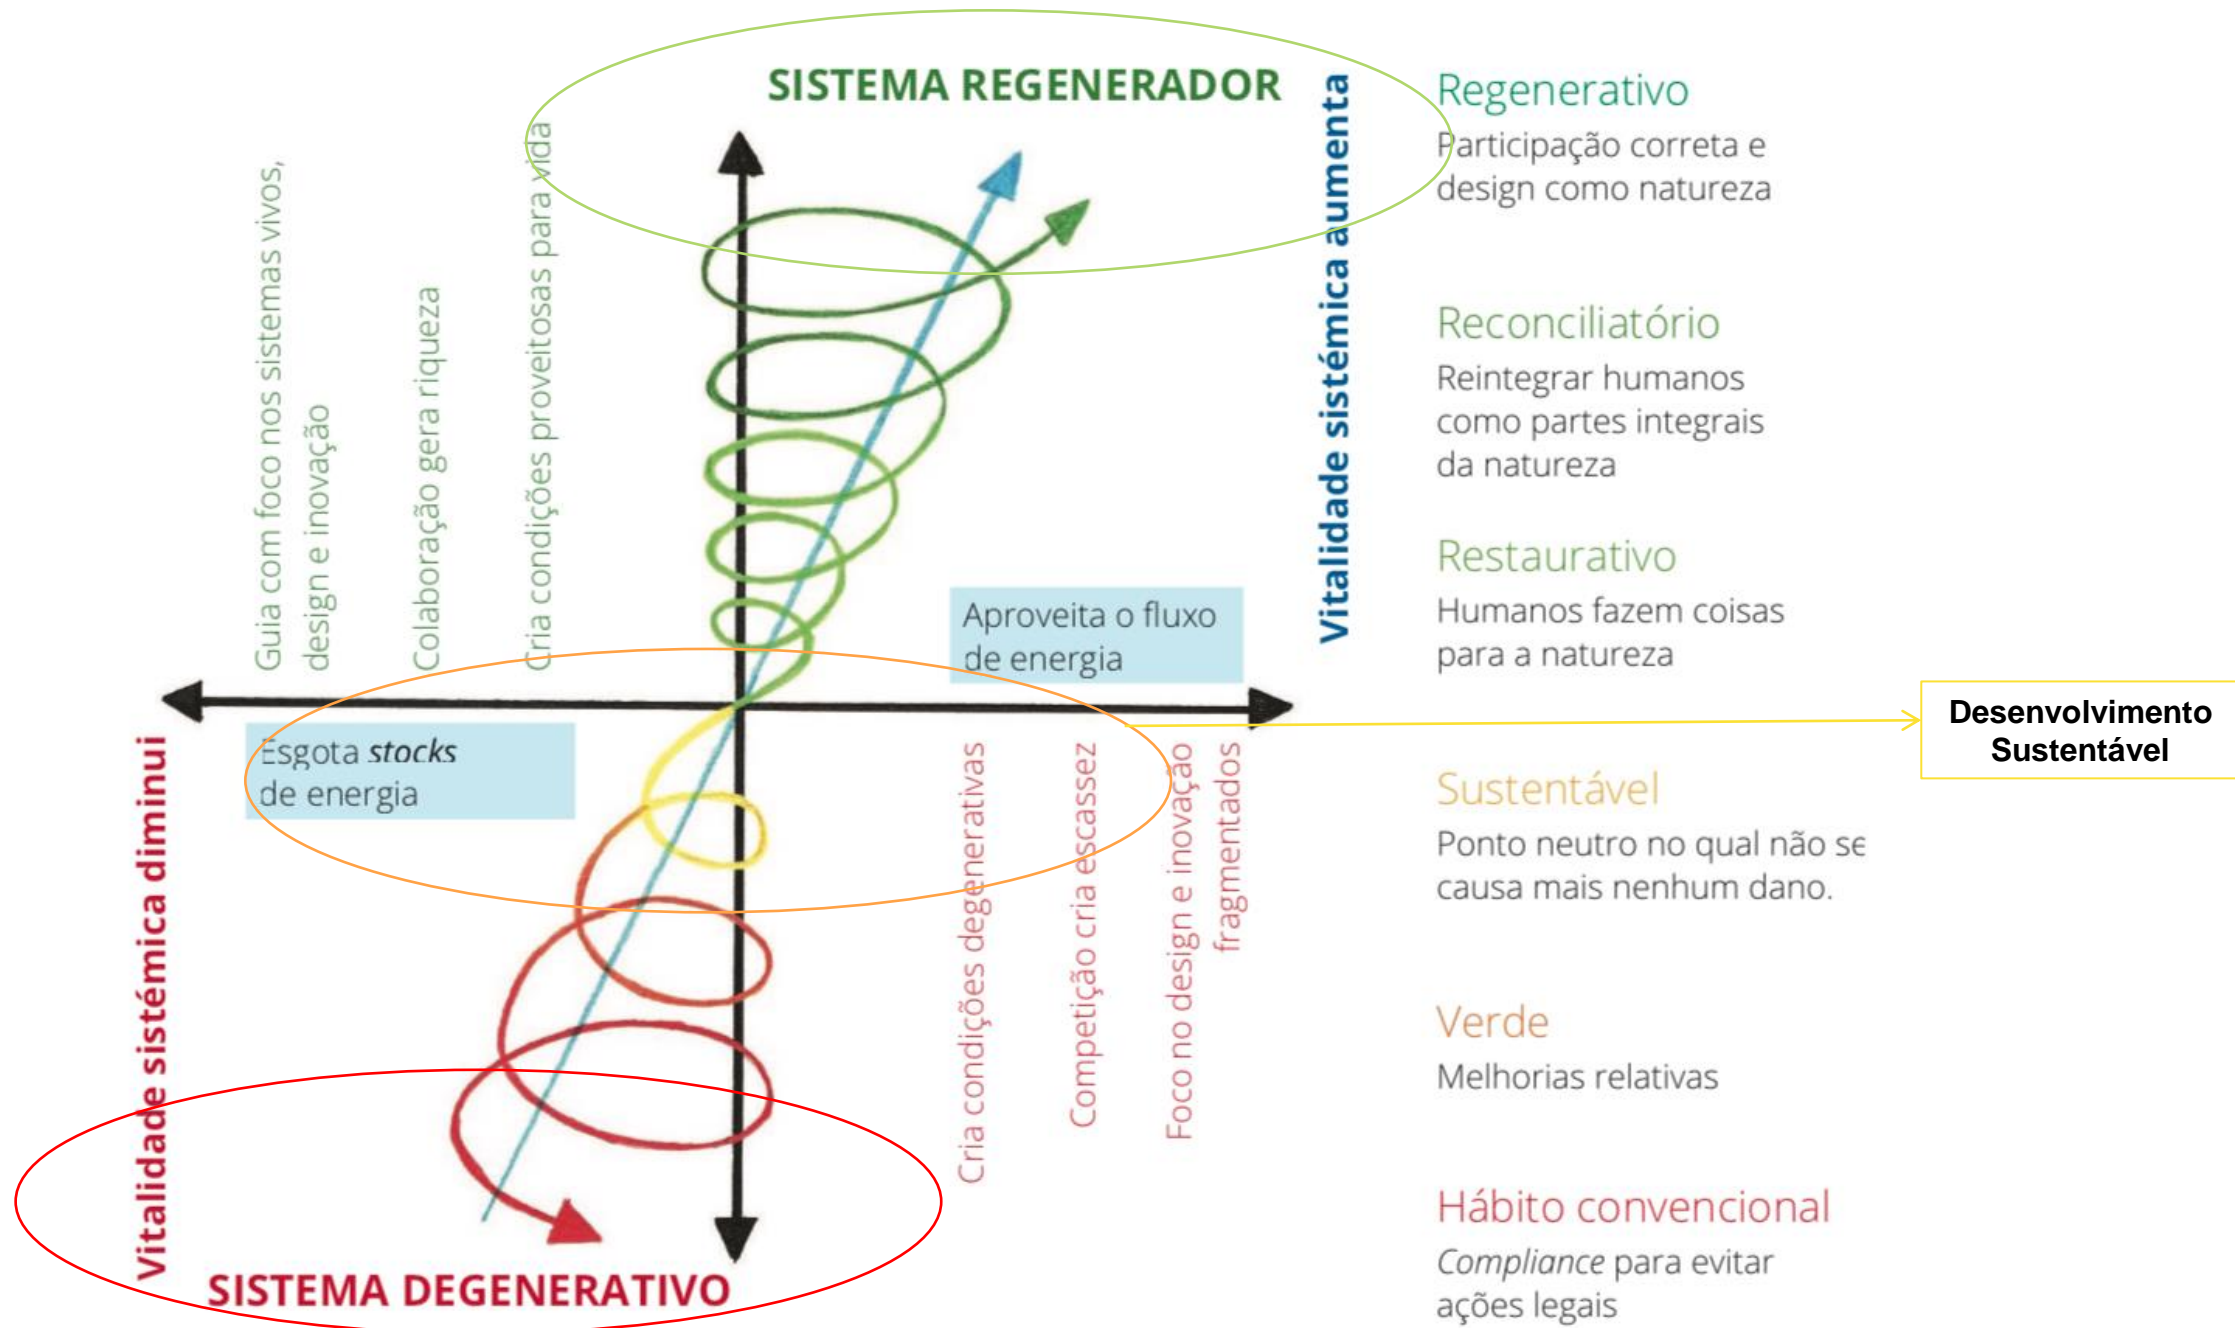 SISTEMA REGENERADOR
Guia com foco nos sistemas vivos,
design e inovação
Colaboração gera riqueza
Cria condições proveitosas para vida
Aproveita o fluxo
de energia
Vitalidade sistémica aumenta
Esgota stocks
de energia
Vitalidade sistémica diminui
Cria condições degenerativas
Competição cria escassez
Foco no design e inovação
fragmentados
SISTEMA DEGENERATIVO
Regenerativo
Participação correta e
design como natureza
Reconciliatório
Reintegrar humanos
como partes integrais
da natureza
Restaurativo
Humanos fazem coisas
para a natureza
Sustentável
Ponto neutro no qual não se
causa mais nenhum dano.
Verde
Melhorias relativas
Hábito convencional
Compliance para evitar
ações legais
Desenvolvimento
Sustentável